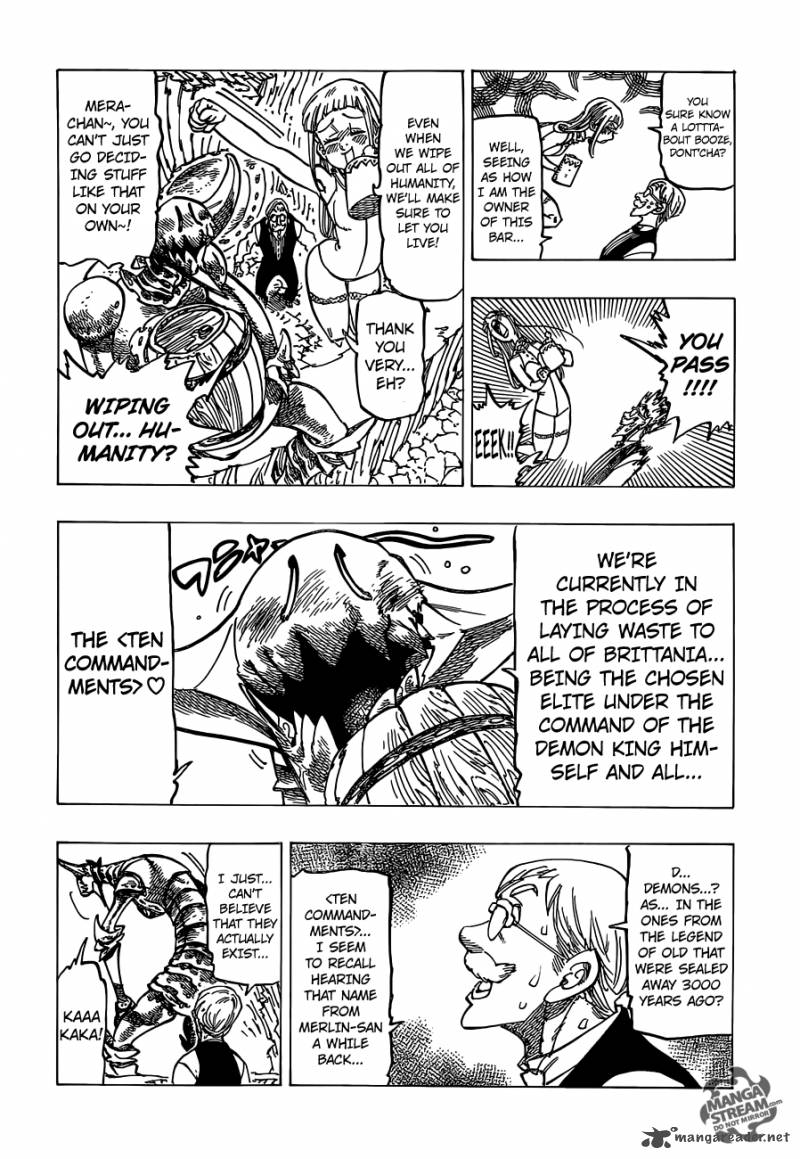 YOU
SURE KNOW
A LOTTTA-
BOUT BOOZE,
DONT'CHA?
WELL,
SEEING
AS HOW
I AM THE
OWNER
OF THIS
BAR...
EVEN
WHEN
WE WIPE
OUT ALL OF
HUMANITY,
WE'LL MAKE
SURE TO
LET YOU
LIVE!
MERA-
CHAN~, YOU
CAN'T JUST
GO DECID-
ING STUFF
LIKE THAT
ON YOUR
OWN~!
THANK
YOU
VERY...
EH?
WIPING
OUT... HU-
MANITY?
YOU
PASS
!!!!
EEEK!!
WE'RE
CURRENTLY IN
THE PROCESS OF
LAYING WASTE TO
ALL OF BRITTANIA...
BEING THE CHOSEN
ELITE UNDER THE
COMMAND OF THE
DEMON KING HIM-
SELF AND ALL...
THE <TEN
COMMAND-
MENTS>♡
D...
DEMONS...?
AS... IN THE
ONES FROM
THE LEGEND
OF OLD THAT
WERE SEALED
AWAY 3000
YEARS AGO?
<TEN
COMMAND-
MENTS>...
I SEEM
TO RECALL
HEARING
THAT NAME
FROM
MERLIN-SAN
A WHILE
BACK...
I JUST...
CAN'T
BELIEVE
THAT THEY
ACTUALLY
EXIST...
KAAA
KAKA!
MANGA
STREAM.com
DO NOT MIRROR
mangareader.net